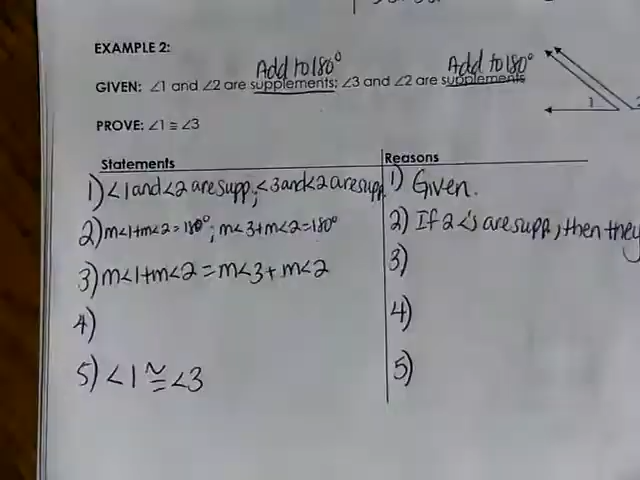 EXAMPLE 2:
Add to 180° Add to 180°
GIVEN: ∠1 and ∠2 are supplements; ∠3 and ∠2 are supplements
PROVE: ∠1 ≅ ∠3
1 2
Statements Reasons
1) <1 and <2 are supp; <3 and <2 are supp. 1) Given.
2) m<1+m<2=180°; m<3+m<2=180° 2) If 2 <'s are supp, then they
3) m<1+m<2=m<3+m<2 3)
4) 4)
5) <1 ≅ <3 5)